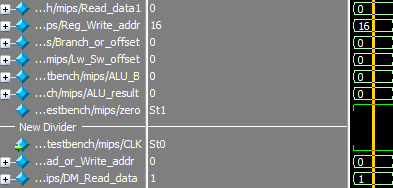 ...h/mips/Read_data1 0 0
...ps/Reg_Write_addr 16 16
...s/Branch_or_offset 0 0
...mips/Lw_Sw_offset 0 0
...tbench/mips/ALU_B 0 0
...ch/mips/ALU_result 0 0
...estbench/mips/zero St1
New Divider
...testbench/mips/CLK St0
...ad_or_Write_addr 0 0
...ips/DM_Read_data 1 1